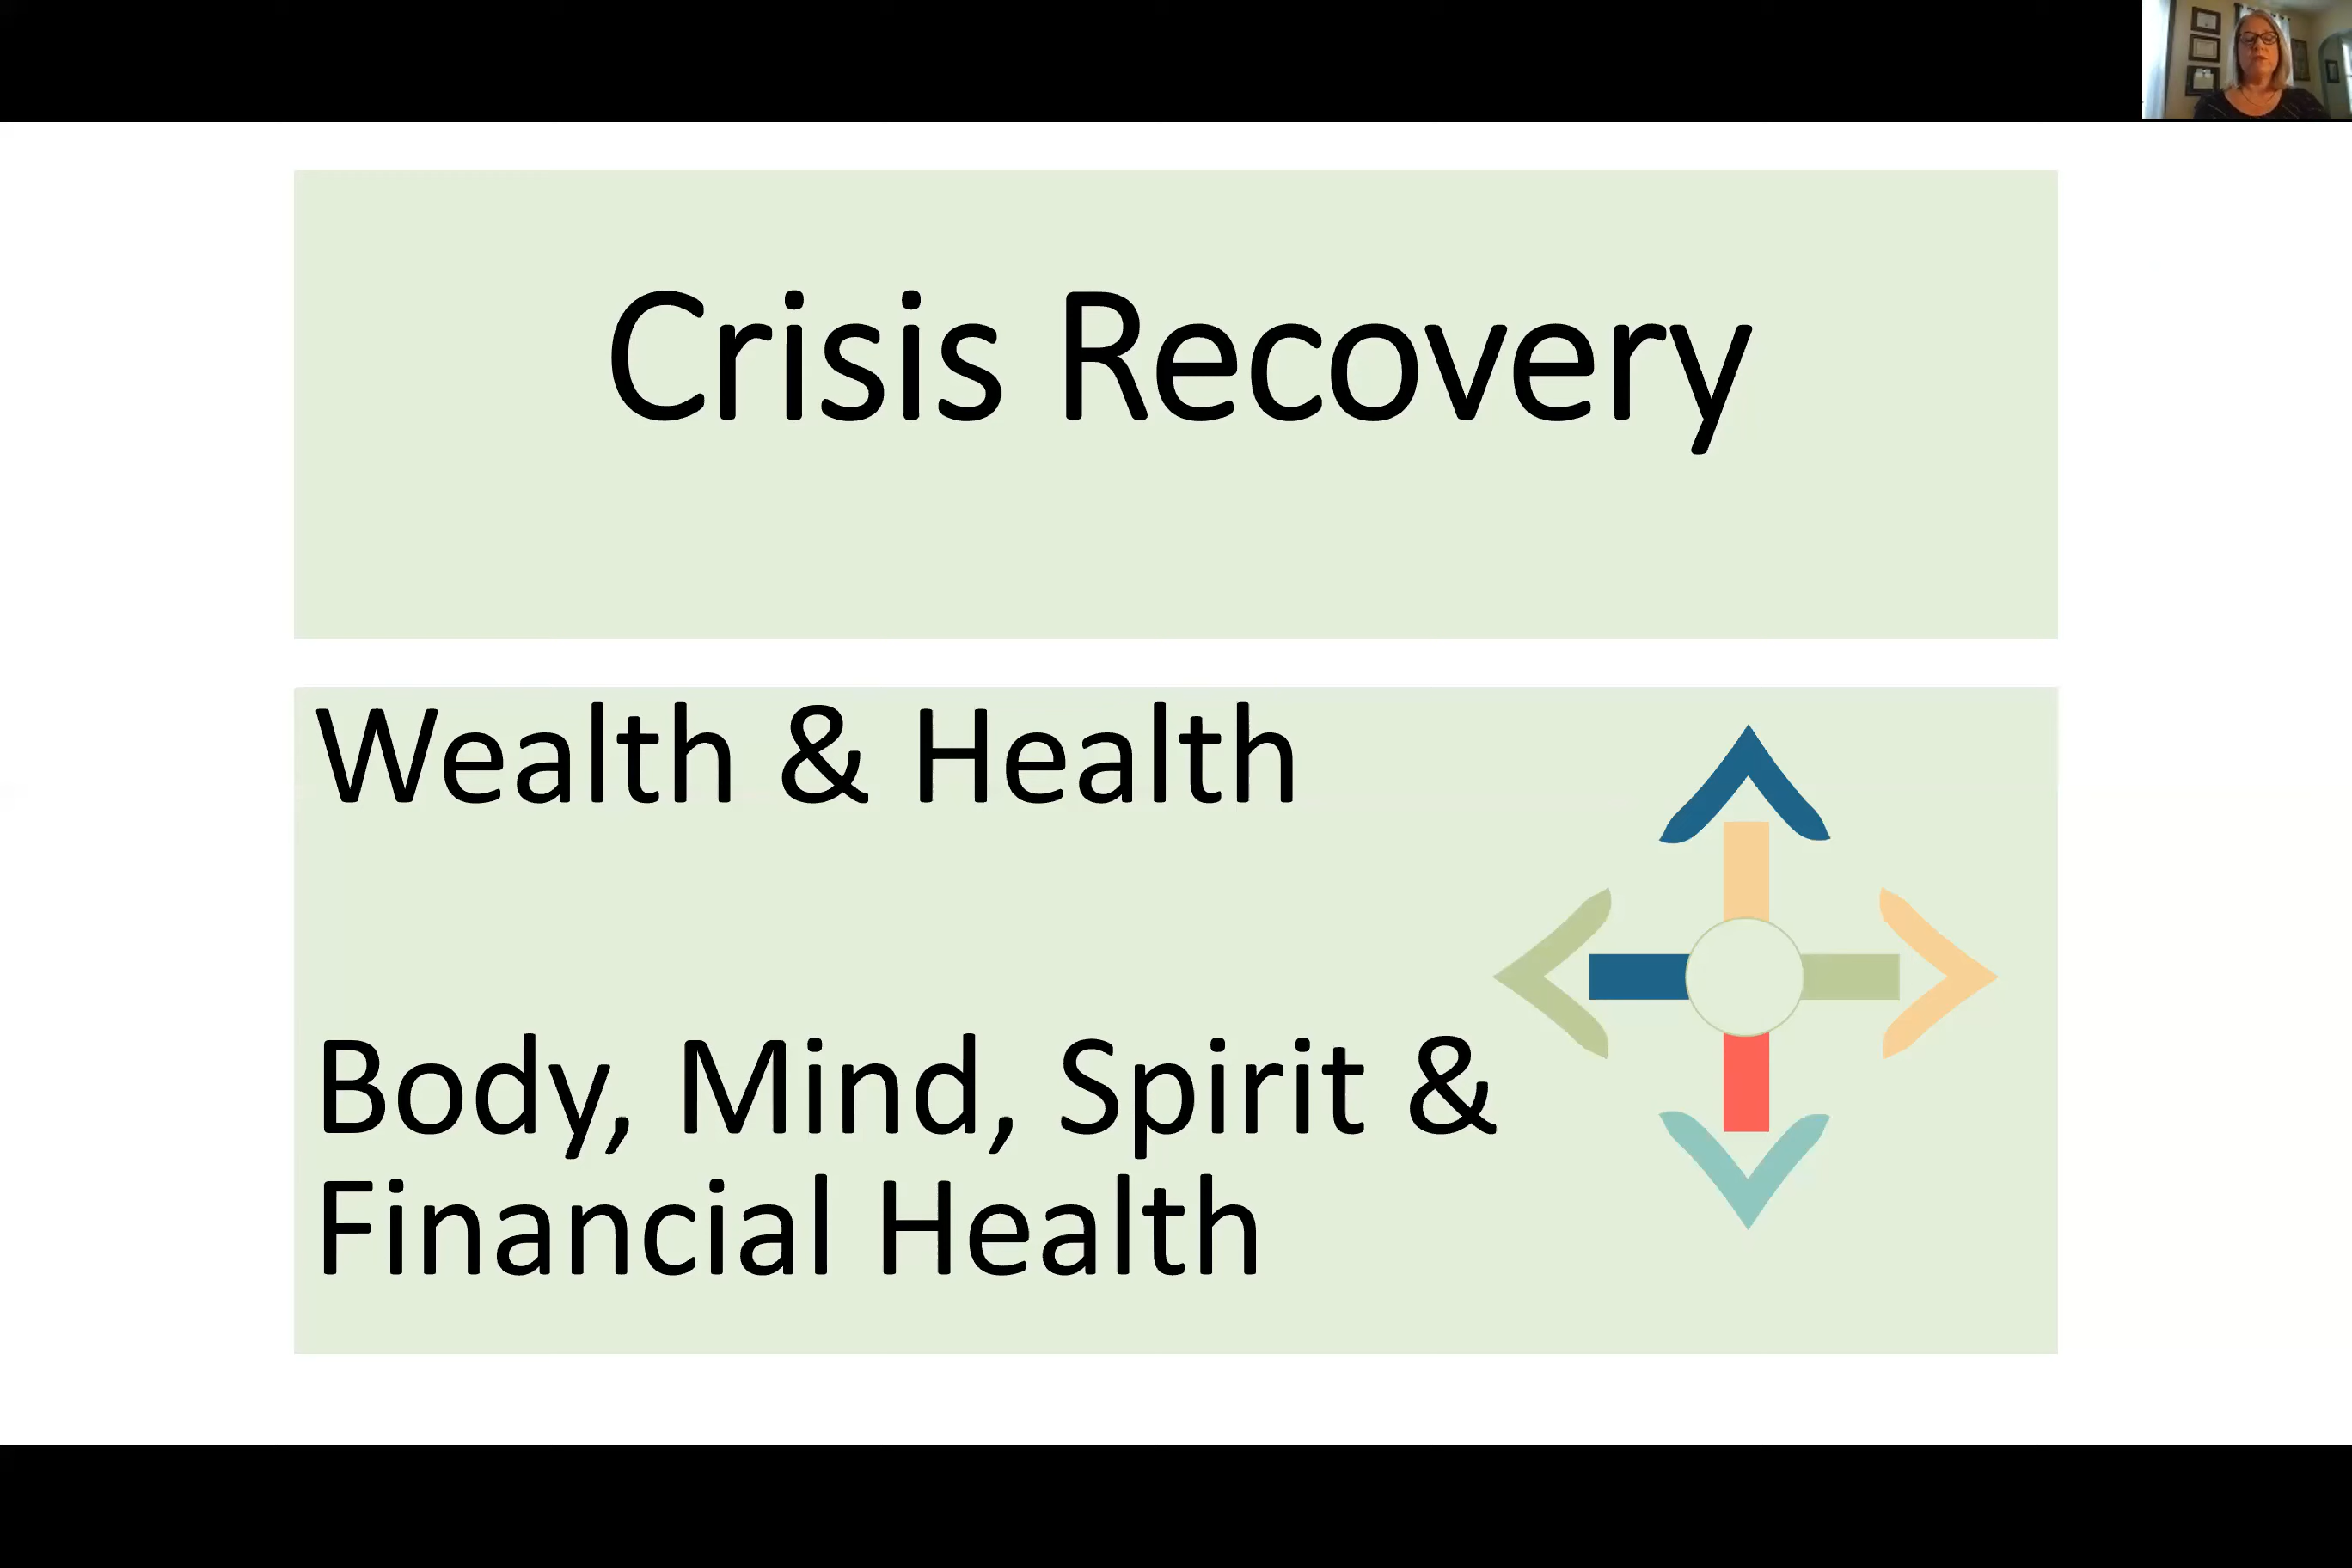 Crisis Recovery
Wealth & Health
Body, Mind, Spirit &
Financial Health